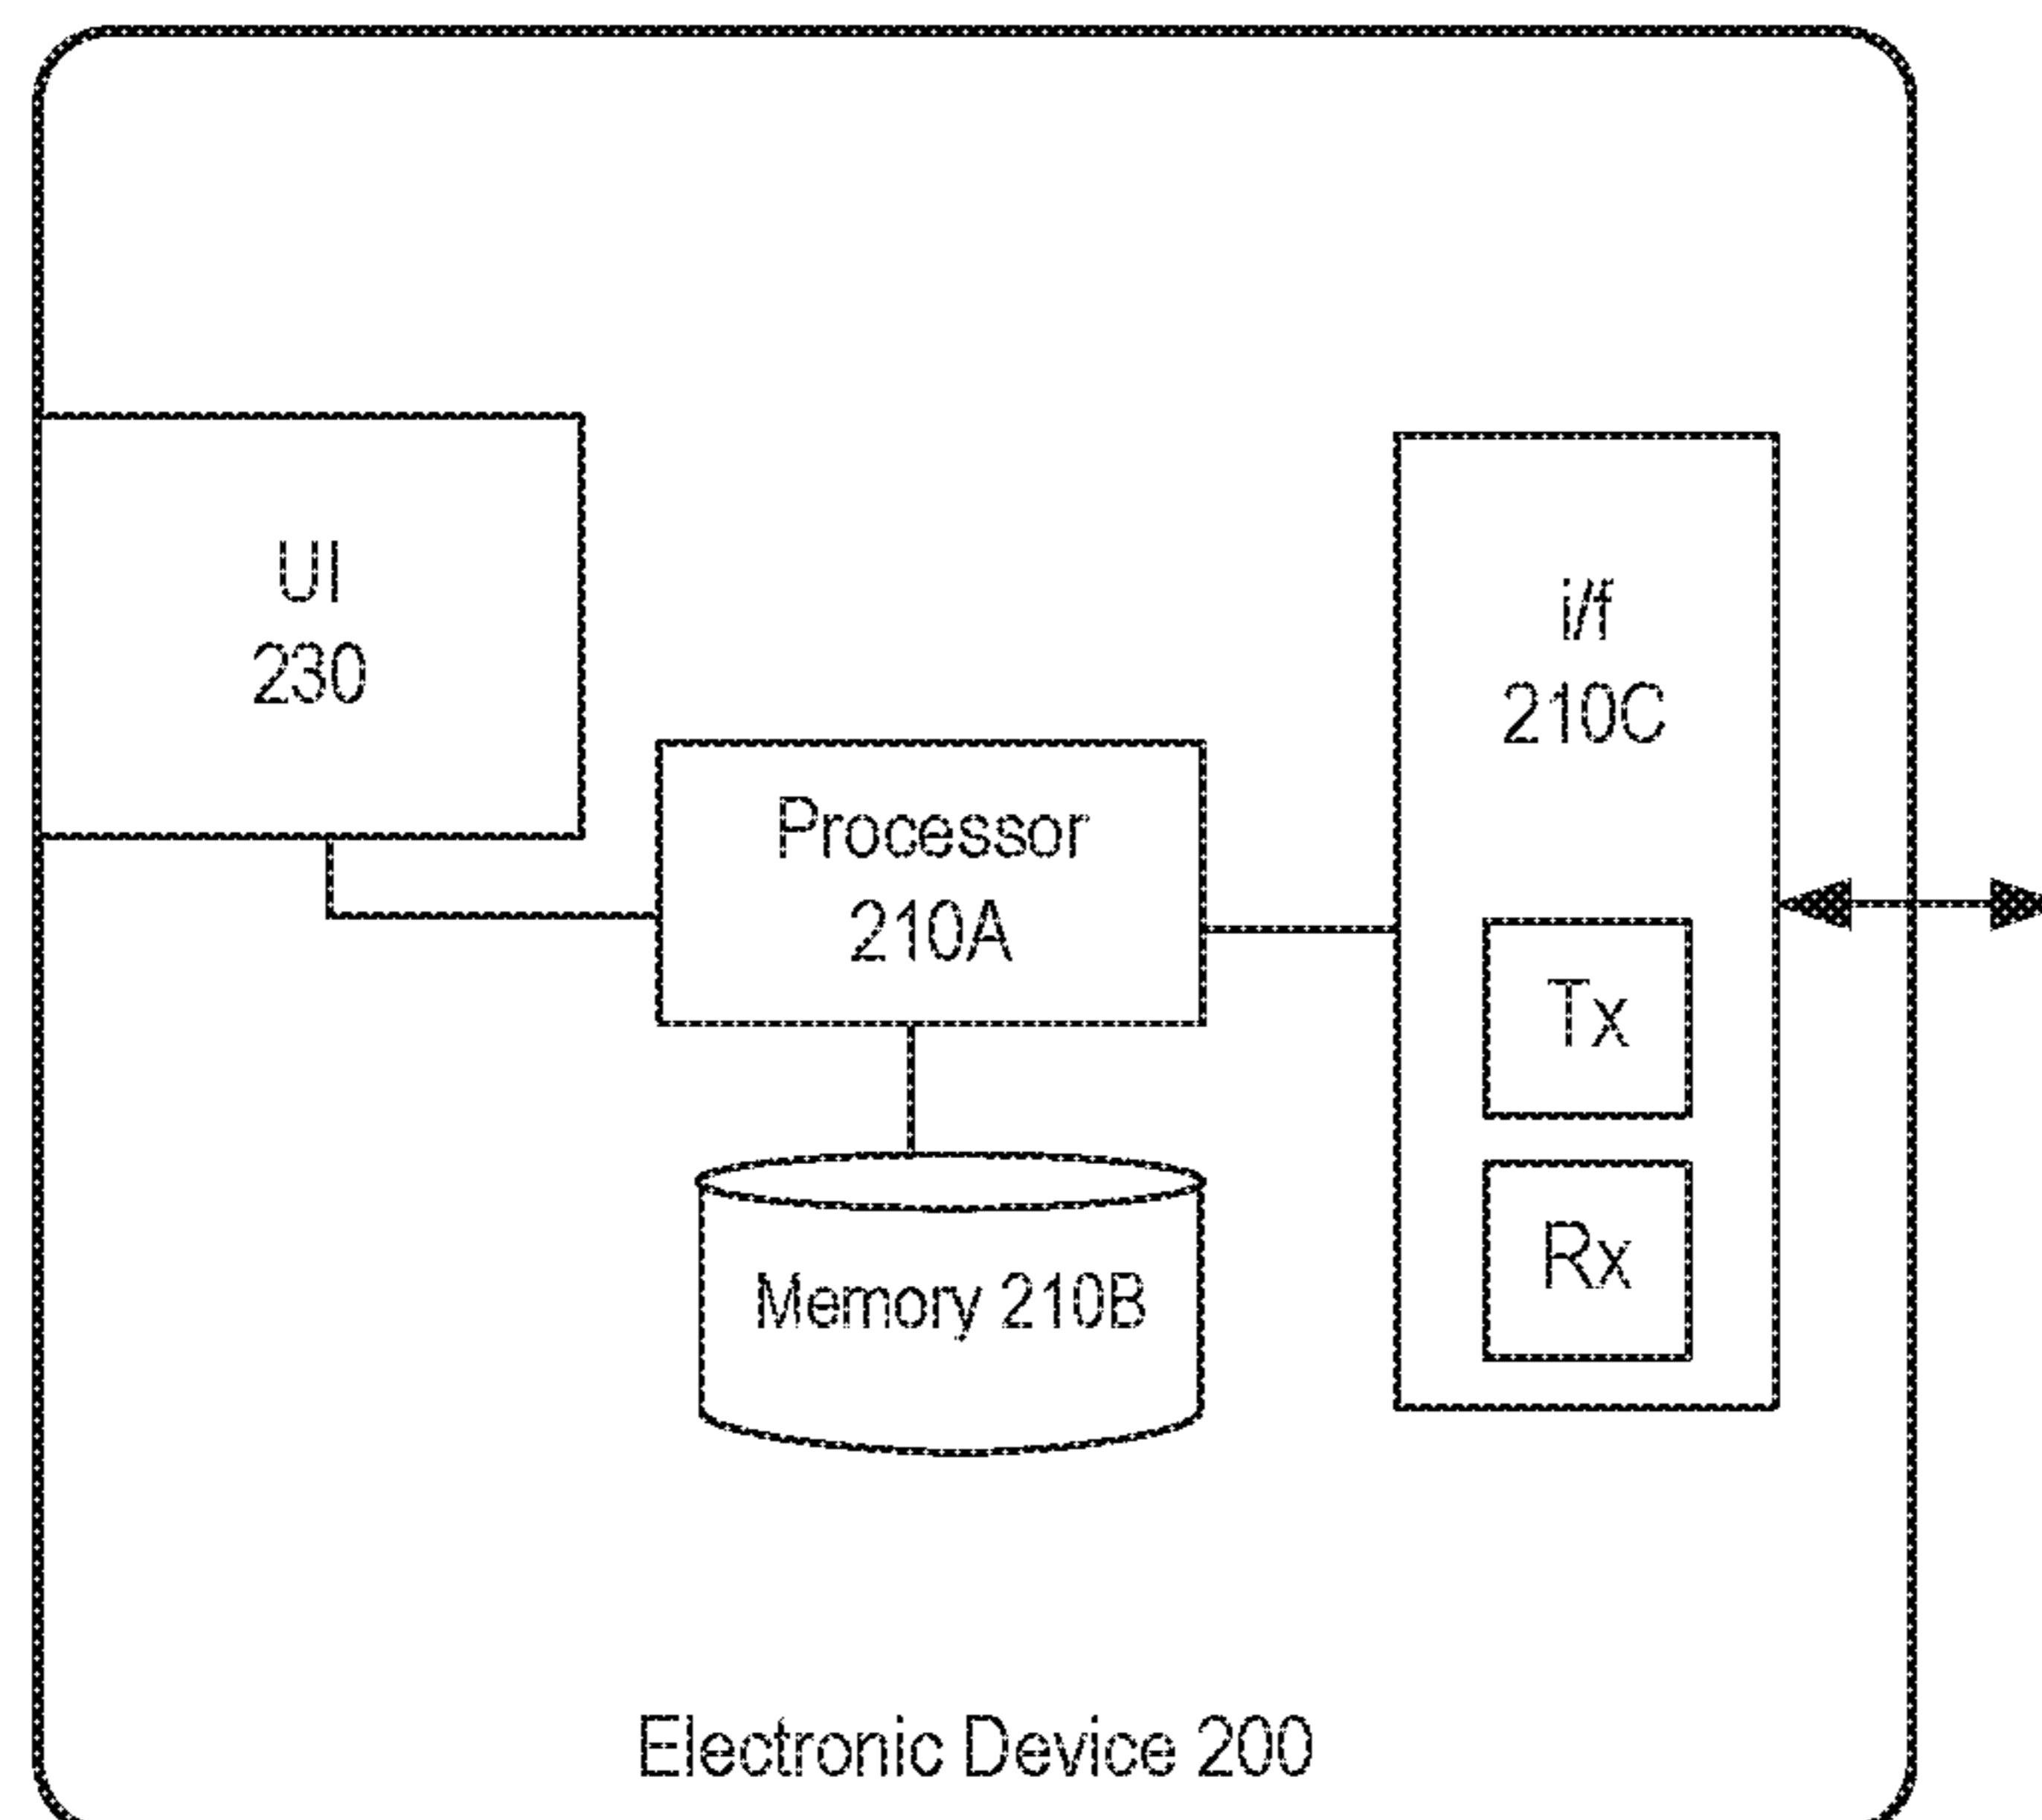 UI
230
Processor
210A
Memory 210B
i/f
210C
Tx
Rx
Electronic Device 200